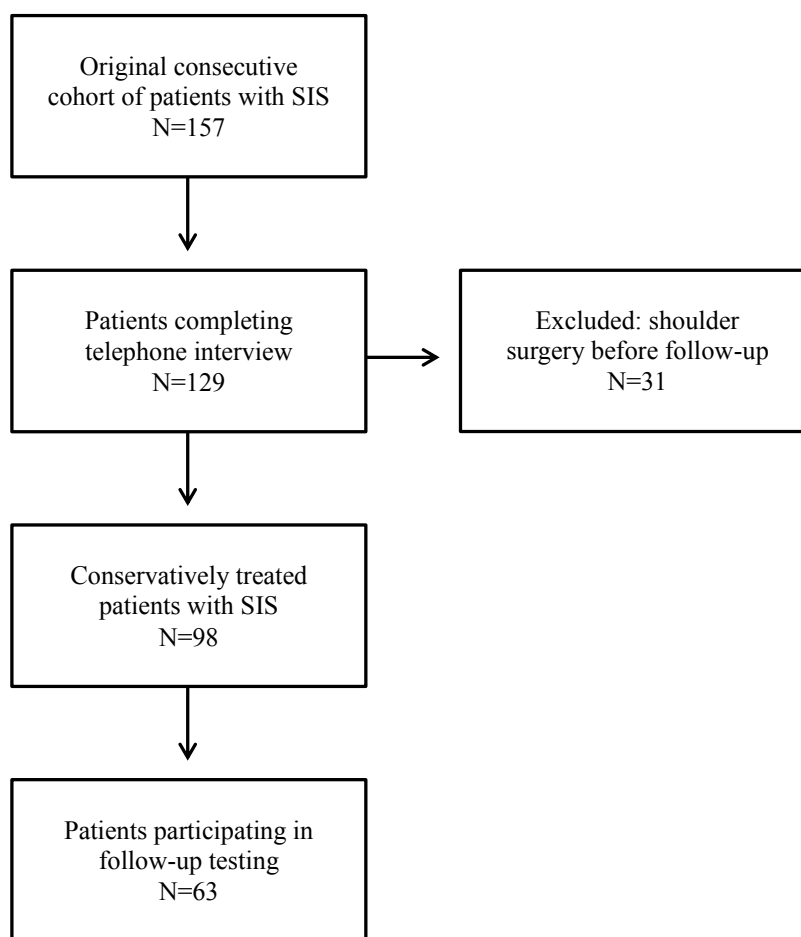 Original consecutive
cohort of patients with SIS
N=157
Patients completing
telephone interview
N=129
Excluded: shoulder
surgery before follow-up
N=31
Conservatively treated
patients with SIS
N=98
Patients participating in
follow-up testing
N=63